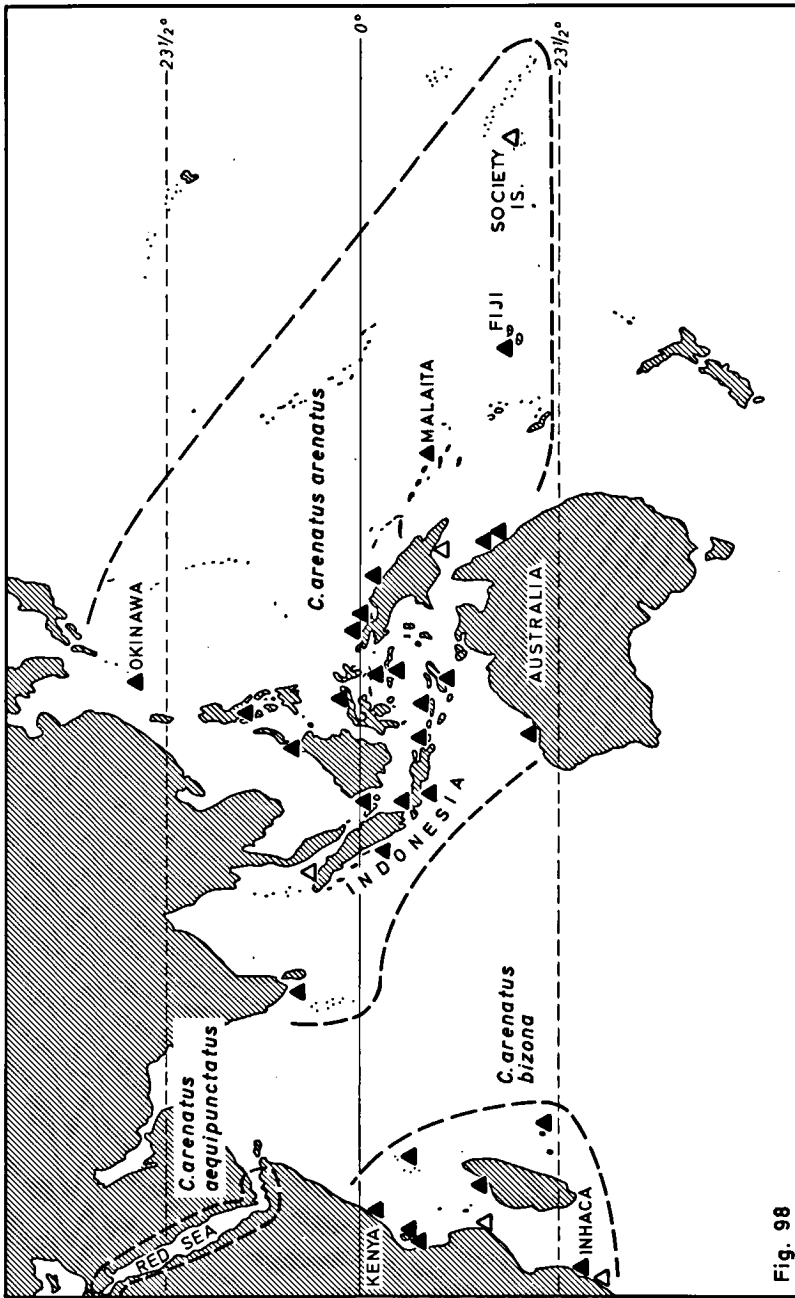 23½°
0°
23½°
OKINAWA
C. arenatus arenatus
MALAITA
FIJI
SOCIETY
IS.
AUSTRALIA
INDONESIA
C. arenatus
aequipunctatus
RED SEA
KENYA
C. arenatus
bizona
INHACA
Fig. 98